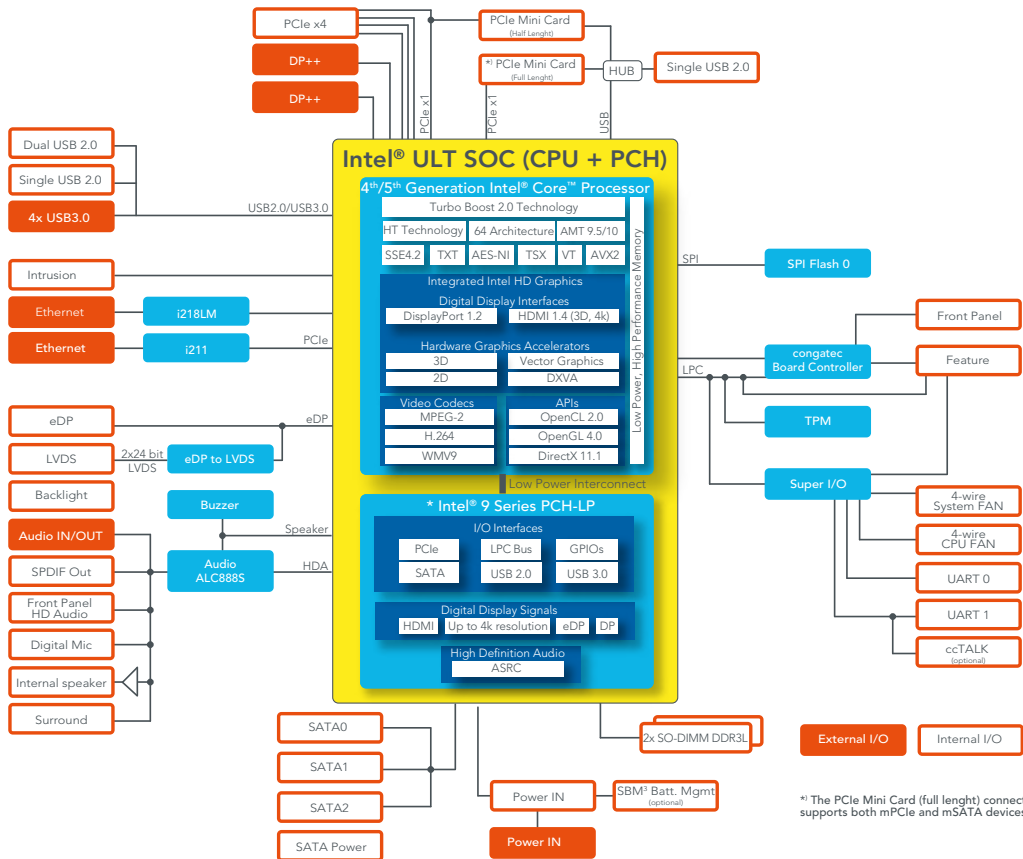 PCIe x4
DP++
DP++
PCIe Mini Card
(Half Lenght)
*) PCIe Mini Card
(Full Lenght)
HUB
Single USB 2.0
PCIe x1
PCIe x1
USB
Dual USB 2.0
Single USB 2.0
4x USB3.0
USB2.0/USB3.0
Intrusion
Ethernet
i218LM
Ethernet
i211
PCIe
eDP
eDP
LVDS
2x24 bit
LVDS
eDP to LVDS
Backlight
Buzzer
Speaker
Audio IN/OUT
SPDIF Out
Audio
ALC888S
HDA
Front Panel
HD Audio
Digital Mic
Internal speaker
Surround
Intel® ULT SOC (CPU + PCH)
4th/5th Generation Intel® Core™ Processor
Turbo Boost 2.0 Technology
HT Technology
64 Architecture
AMT 9.5/10
SSE4.2
TXT
AES-NI
TSX
VT
AVX2
Low Power, High Performance Memory
Integrated Intel HD Graphics
Digital Display Interfaces
DisplayPort 1.2
HDMI 1.4 (3D, 4k)
Hardware Graphics Accelerators
3D
Vector Graphics
2D
DXVA
Video Codecs
MPEG-2
H.264
WMV9
APIs
OpenCL 2.0
OpenGL 4.0
DirectX 11.1
Low Power Interconnect
* Intel® 9 Series PCH-LP
I/O Interfaces
PCIe
LPC Bus
GPIOs
SATA
USB 2.0
USB 3.0
Digital Display Signals
HDMI
Up to 4k resolution
eDP
DP
High Definition Audio
ASRC
SPI
SPI Flash 0
LPC
congatec
Board Controller
Front Panel
Feature
TPM
Super I/O
4-wire
System FAN
4-wire
CPU FAN
UART 0
UART 1
ccTALK
(optional)
SATA0
SATA1
SATA2
SATA Power
2x SO-DIMM DDR3L
Power IN
SBM³ Batt. Mgmt
(optional)
Power IN
External I/O
Internal I/O
*) The PCIe Mini Card (full lenght) connect
supports both mPCIe and mSATA devices